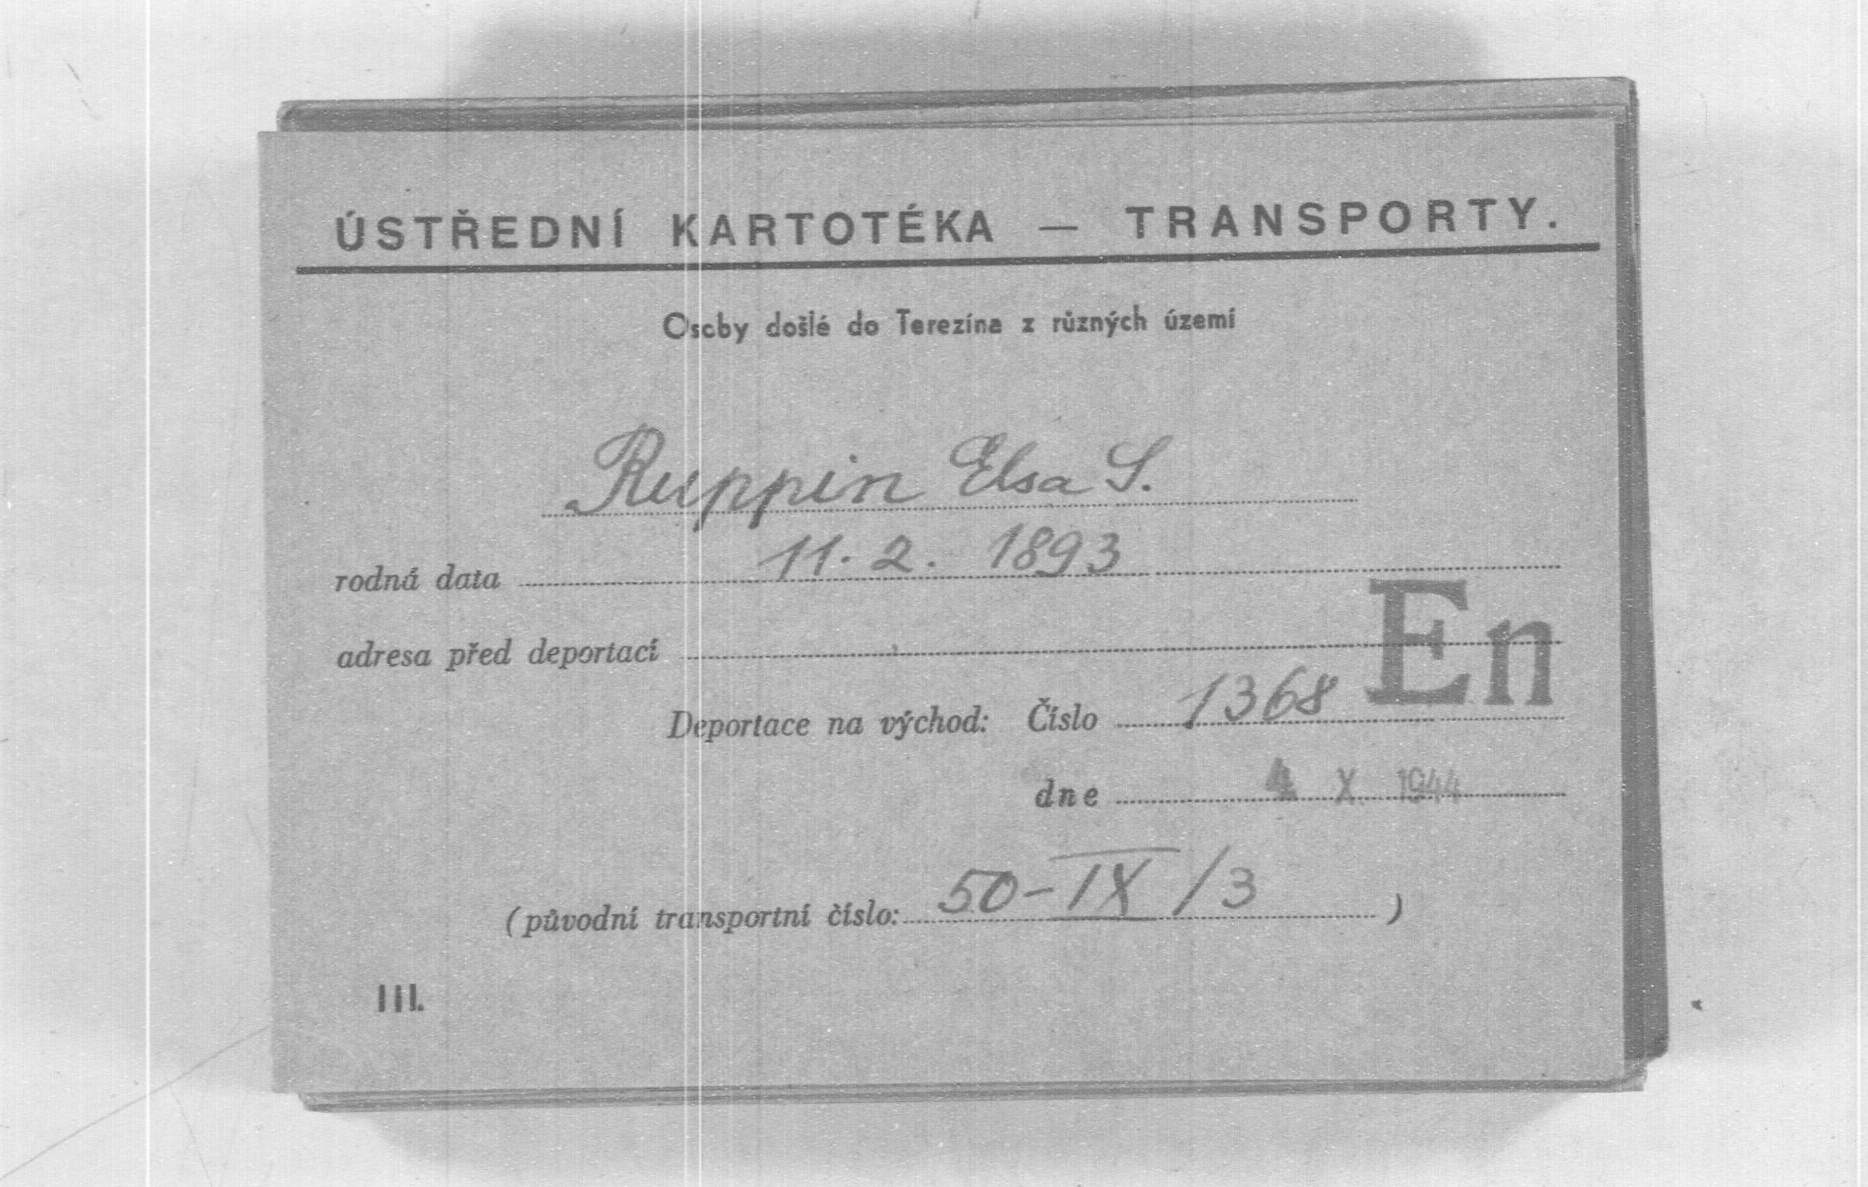 ÚSTŘEDNÍ KARTOTÉKA — TRANSPORTY.
Osoby došlé do Terezína z různých území
Ruppin Elsa S.
rodná data 11. 2. 1893
adresa před deportací
En
Deportace na východ: Číslo 1368
dne 4 X 1944
(původní transportní číslo: 50-IX/3 )
III.